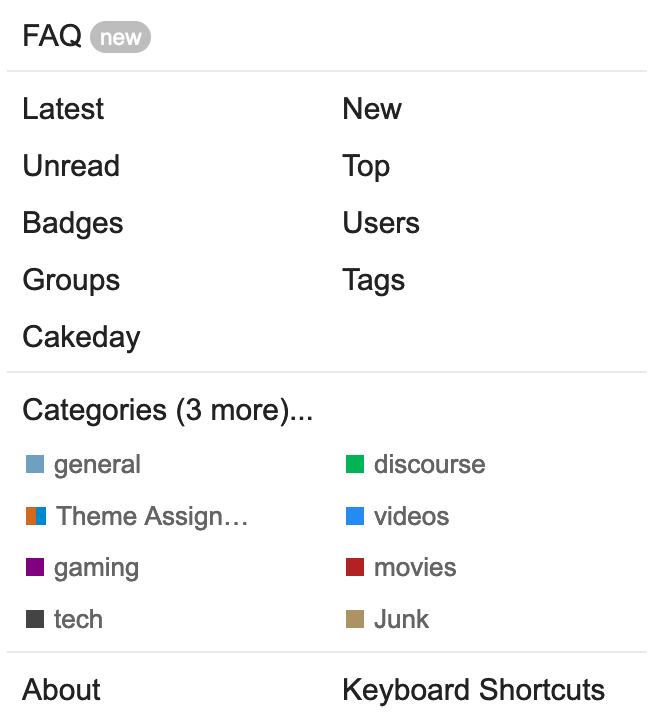 FAQ new
Latest New
Unread Top
Badges Users
Groups Tags
Cakeday
Categories (3 more)...
general discourse
Theme Assign… videos
gaming movies
tech Junk
About Keyboard Shortcuts